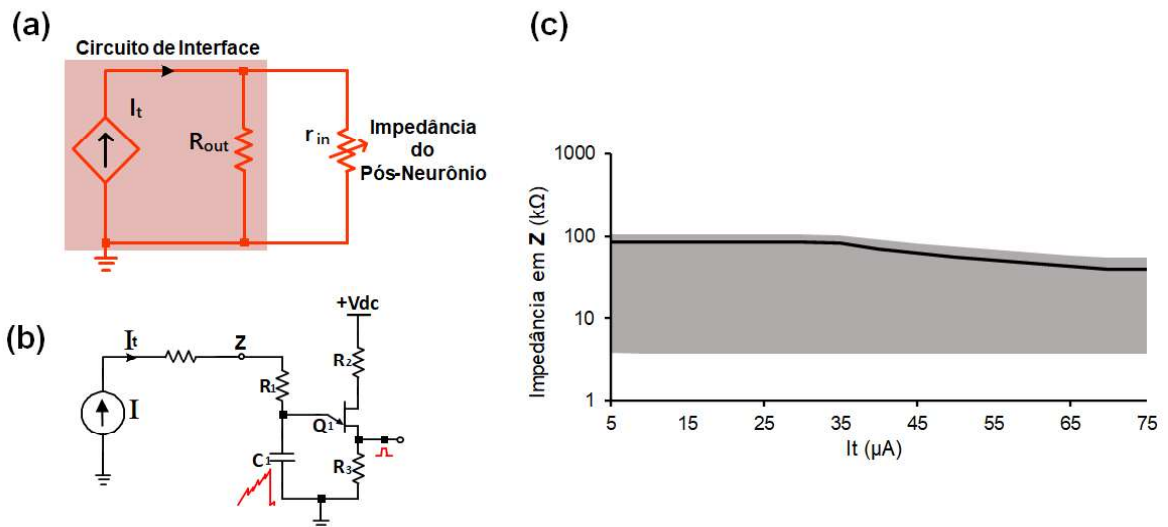 (a)
Circuito de Interface
It
Rout
r in
Impedância
do
Pós-Neurônio
(b)
+Vdc
It
Z
R2
R1
I
Q1
C1
R3
(c)
Impedância em Z (kΩ)
1000
100
10
1
5 15 25 35 45 55 65 75
It (µA)